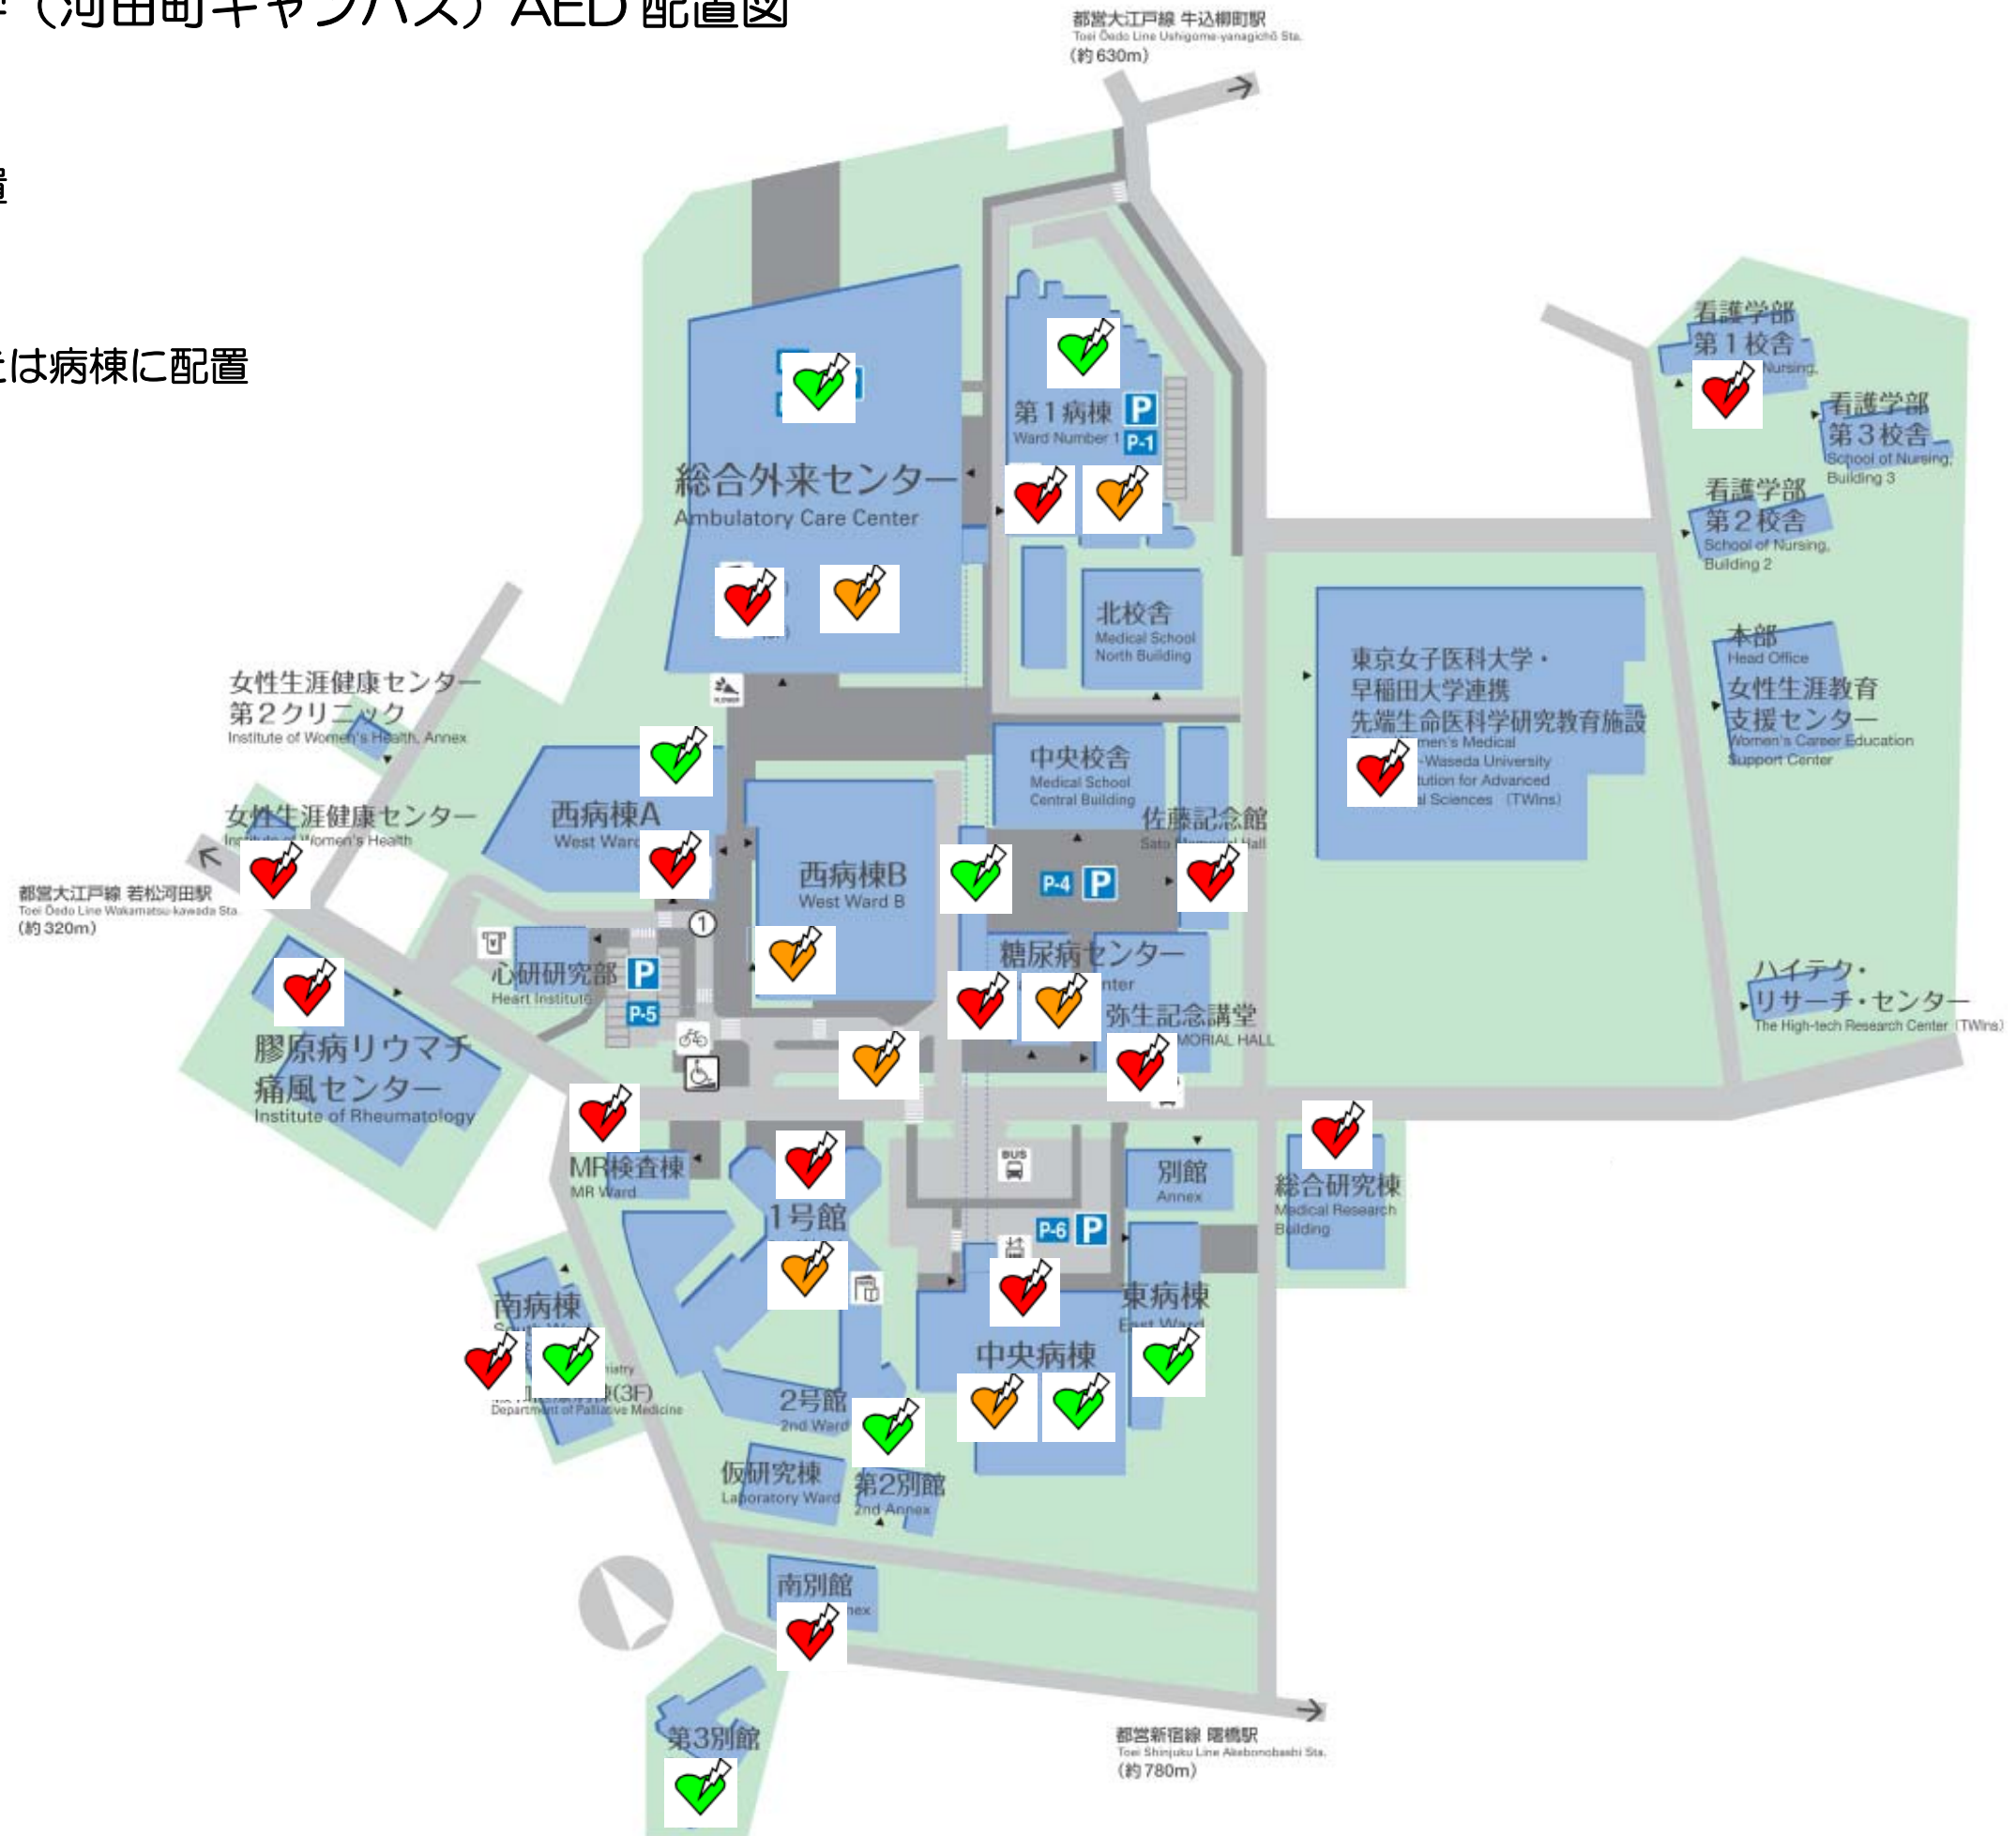 (河田町キャンパス)AED 配置図
置
は病棟に配置
都営大江戸線 牛込柳町駅
Toei Ōedo Line Ushigome-yanagichō Sta.
(約 630m)
看護学部
第1校舎
Nursing,
看護学部
第3校舎
School of Nursing,
Building 3
看護学部
第2校舎
School of Nursing,
Building 2
第1病棟 P
Ward Number 1 P-1
総合外来センター
Ambulatory Care Center
北校舎
Medical School
North Building
東京女子医科大学・
早稲田大学連携
先端生命医科学研究教育施設
men's Medical
-Waseda University
tution for Advanced
al Sciences (TWIns)
本部
Head Office
女性生涯教育
支援センター
Women's Career Education
Support Center
女性生涯健康センター
第2クリニック
Institute of Women's Health, Annex
女性生涯健康センター
Institute of Women's Health
西病棟A
West Ward
中央校舎
Medical School
Central Building
佐藤記念館
Sato Memorial Hall
西病棟B
West Ward B
P-4 P
都営大江戸線 若松河田駅
Toei Ōedo Line Wakamatsu-kawada Sta.
(約 320m)
1
心研研究部
Heart Institute
P
P-5
糖尿病センター
nter
弥生記念講堂
MORIAL HALL
ハイテク・
リサーチ・センター
The High-tech Research Center (TWIns)
膠原病リウマチ
痛風センター
Institute of Rheumatology
MR検査棟
MR Ward
1号館
BUS
別館
Annex
総合研究棟
Medical Research
Building
P-6 P
南病棟
東病棟
East Ward
中央病棟
(3F)
Department of Palliative Medicine
2号館
2nd Ward
仮研究棟
Laboratory Ward
第2別館
2nd Annex
南別館
nex
第3別館
都営新宿線 曙橋駅
Toei Shinjuku Line Akebonobashi Sta.
(約 780m)